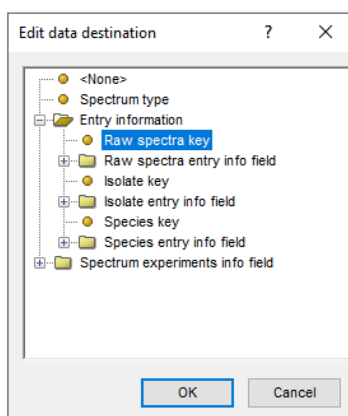 Edit data destination ? X
<None>
Spectrum type
Entry information
Raw spectra key
Raw spectra entry info field
Isolate key
Isolate entry info field
Species key
Species entry info field
Spectrum experiments info field
OK Cancel